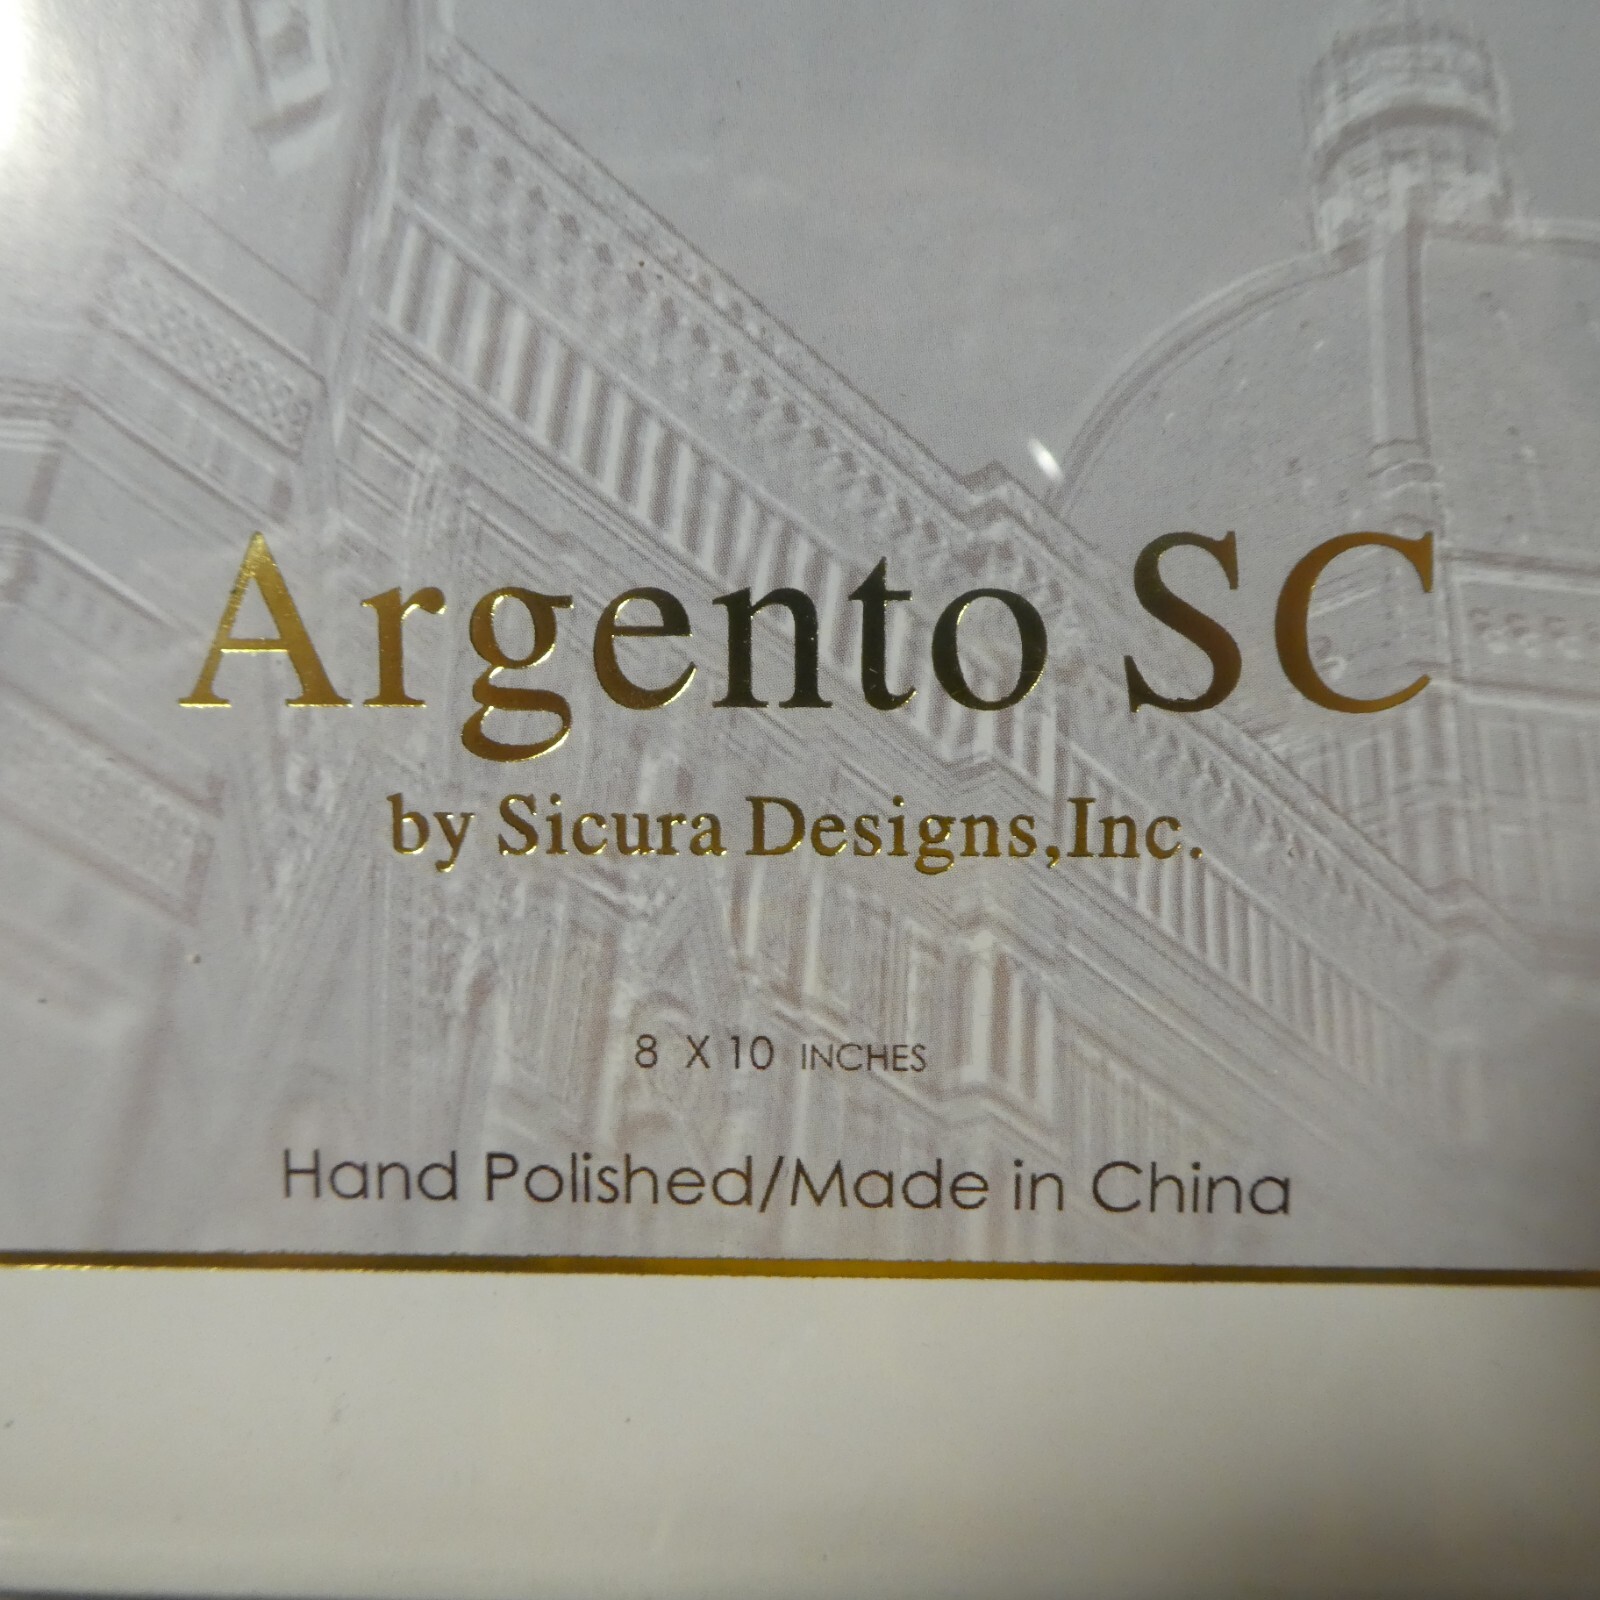 Argento SC
by Sicura Designs,Inc.
8 X 10 INCHES
Hand Polished/Made in China